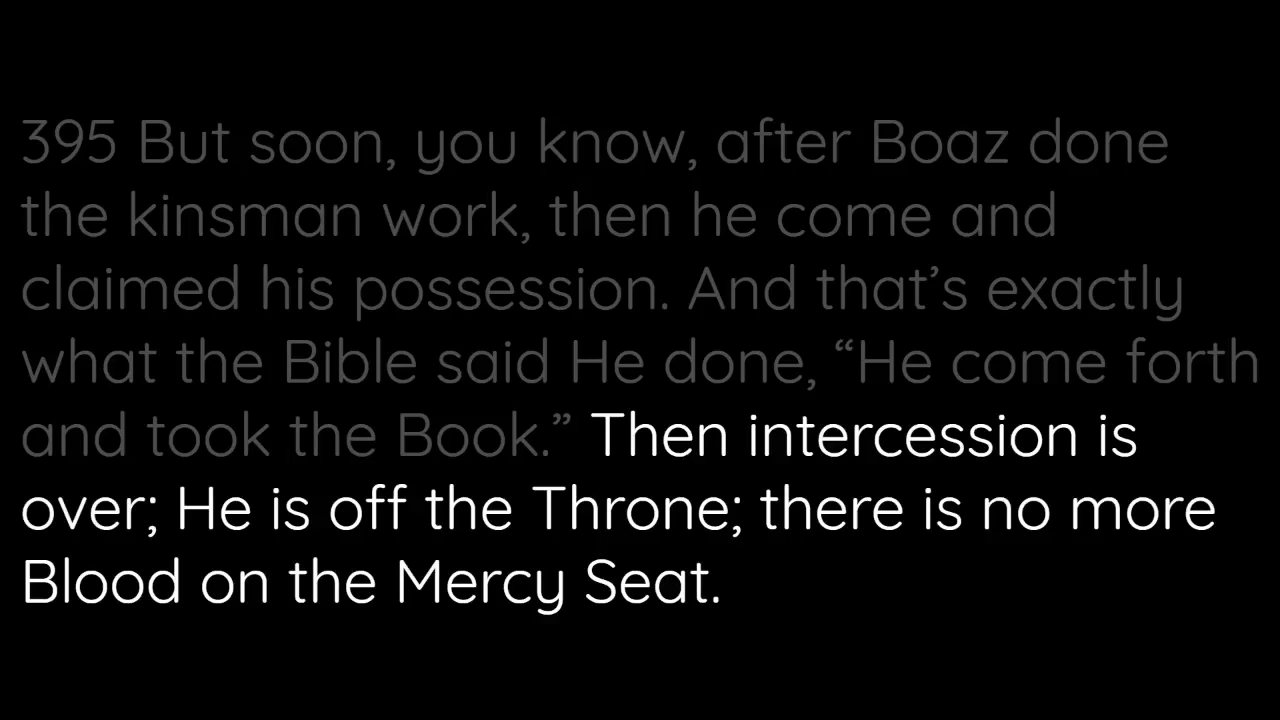 395 But soon, you know, after Boaz done
the kinsman work, then he come and
claimed his possession. And that’s exactly
what the Bible said He done, “He come forth
and took the Book.” Then intercession is
over; He is off the Throne; there is no more
Blood on the Mercy Seat.